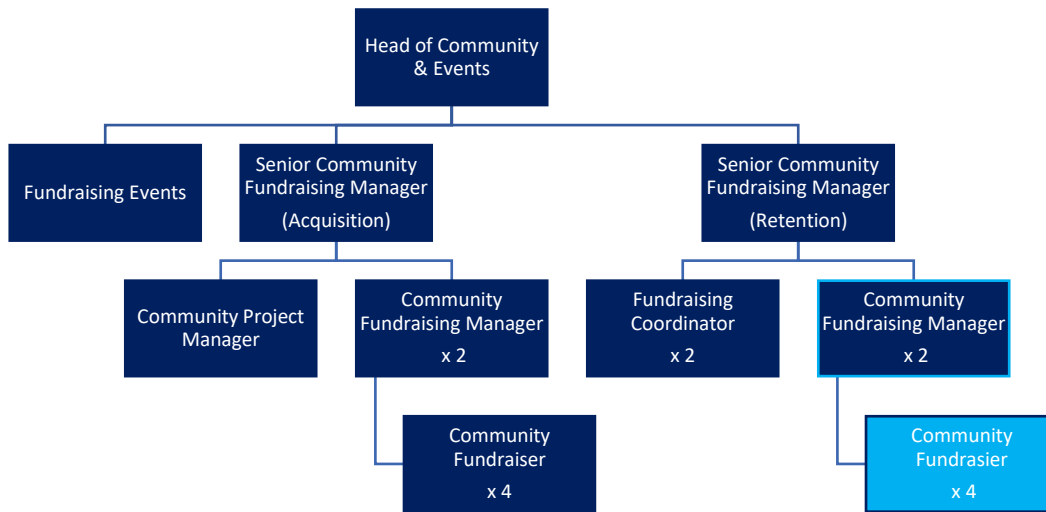 Head of Community
& Events
Fundraising Events
Senior Community
Fundraising Manager
(Acquisition)
Senior Community
Fundraising Manager
(Retention)
Community Project
Manager
Community
Fundraising Manager
x 2
Fundraising
Coordinator
x 2
Community
Fundraising Manager
x 2
Community
Fundraiser
x 4
Community
Fundrasier
x 4